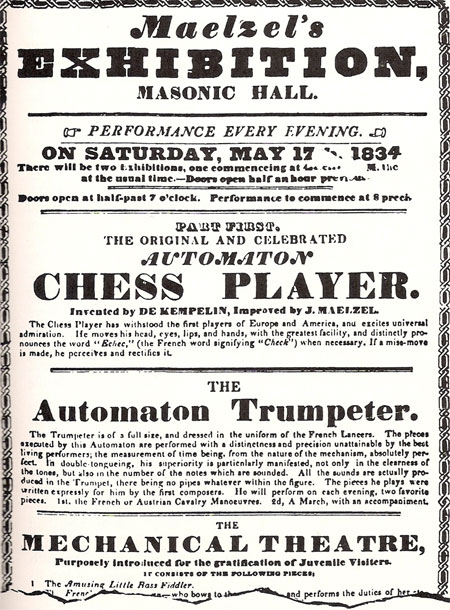 Maelzel's
EXHIBITION,
MASONIC HALL.
PERFORMANCE EVERY EVENING.
ON SATURDAY, MAY 17 1834
There will be two Exhibitions, one commenceing at M. the
at the usual time.—Doors open half an hour
Doors open at half-past 7 o'clock. Performance to commence at 8
PART FIRST.
THE ORIGINAL AND CELEBRATED
AUTOMATON
CHESS PLAYER.
Invented by DE KEMPELIN, Improved by J. MAELZEL.
The Chess Player has withstood the first players of Europe and America, and excites universal
admiration. He moves his head, eyes, lips, and hands, with the greatest facility, and distinctly pro-
nounces the word "Echec," (the French word signifying "Check") when necessary. If a miss-move
is made, he perceives and rectifies it.
THE
Automaton Trumpeter.
The Trumpeter is of a full size, and dressed in the uniform of the French Lancers. The pieces
executed by this Automaton are performed with a distinctness and precision unattainable by the best
living performers; the measurement of time being, from the nature of the mechanism, absolutely per-
fect. In double-tongueing, his superiority is particularly manifested, not only in the clearness of
the tones, but also in the number of the notes which are sounded. All the sounds are actually pro-
duced in the Trumpet, there being no pipes whatever within the figure. The pieces he plays were
written expressly for him by the first composers. He will perform on each evening, two favorite
pieces. 1st. the French or Austrian Cavalry Manœuvres. 2d, A March, with an accompaniment.
THE
MECHANICAL THEATRE,
Purposely introduced for the gratification of Juvenile Visiters.
IT CONSISTS OF THE FOLLOWING PIECES;
1 The Amusing Little Bass Fiddler.
who bows to and performs the duties of her